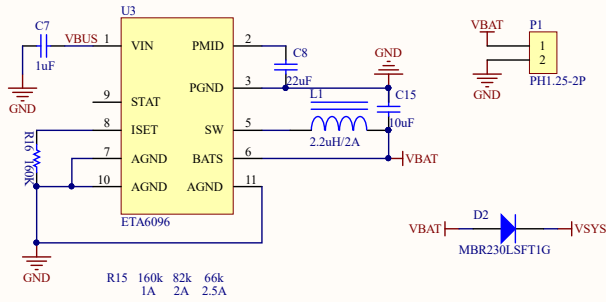 U3
C7
VBUS
1
VIN
PMID
2
1uF
GND
C8
22uF
PGND
3
GND
9
STAT
L1
C15
10uF
8
ISET
SW
5
2.2uH/2A
R16
160K
7
AGND
BATS
6
VBAT
10
AGND
AGND
11
ETA6096
GND
R15 160k 82k 66k
1A 2A 2.5A
VBAT
P1
1
2
GND
PH1.25-2P
D2
VBAT
VSYS
MBR230LSFT1G